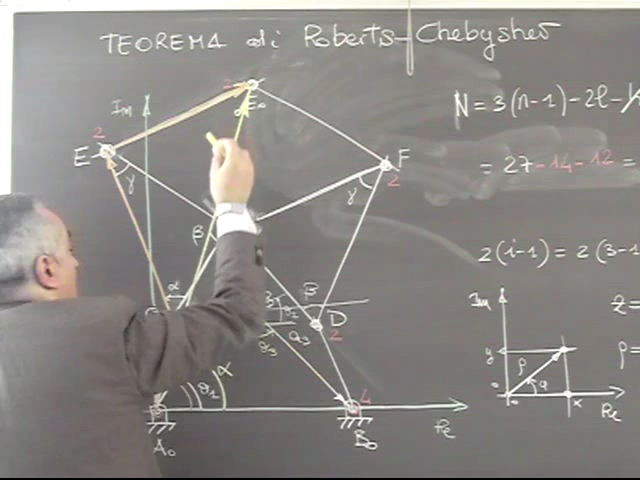 TEOREMA di Roberts-Chebyshev
Im
2
E
γ
2
F
γ
2
β
α
β
D
2
a3
ϑ3
ϑ1
α
4
A0
B0
Re
N = 3(n-1) - 2l -
= 27 - 14 - 12 =
2(i-1) = 2(3-1
Im
y
ρ
x
Re
ρ=